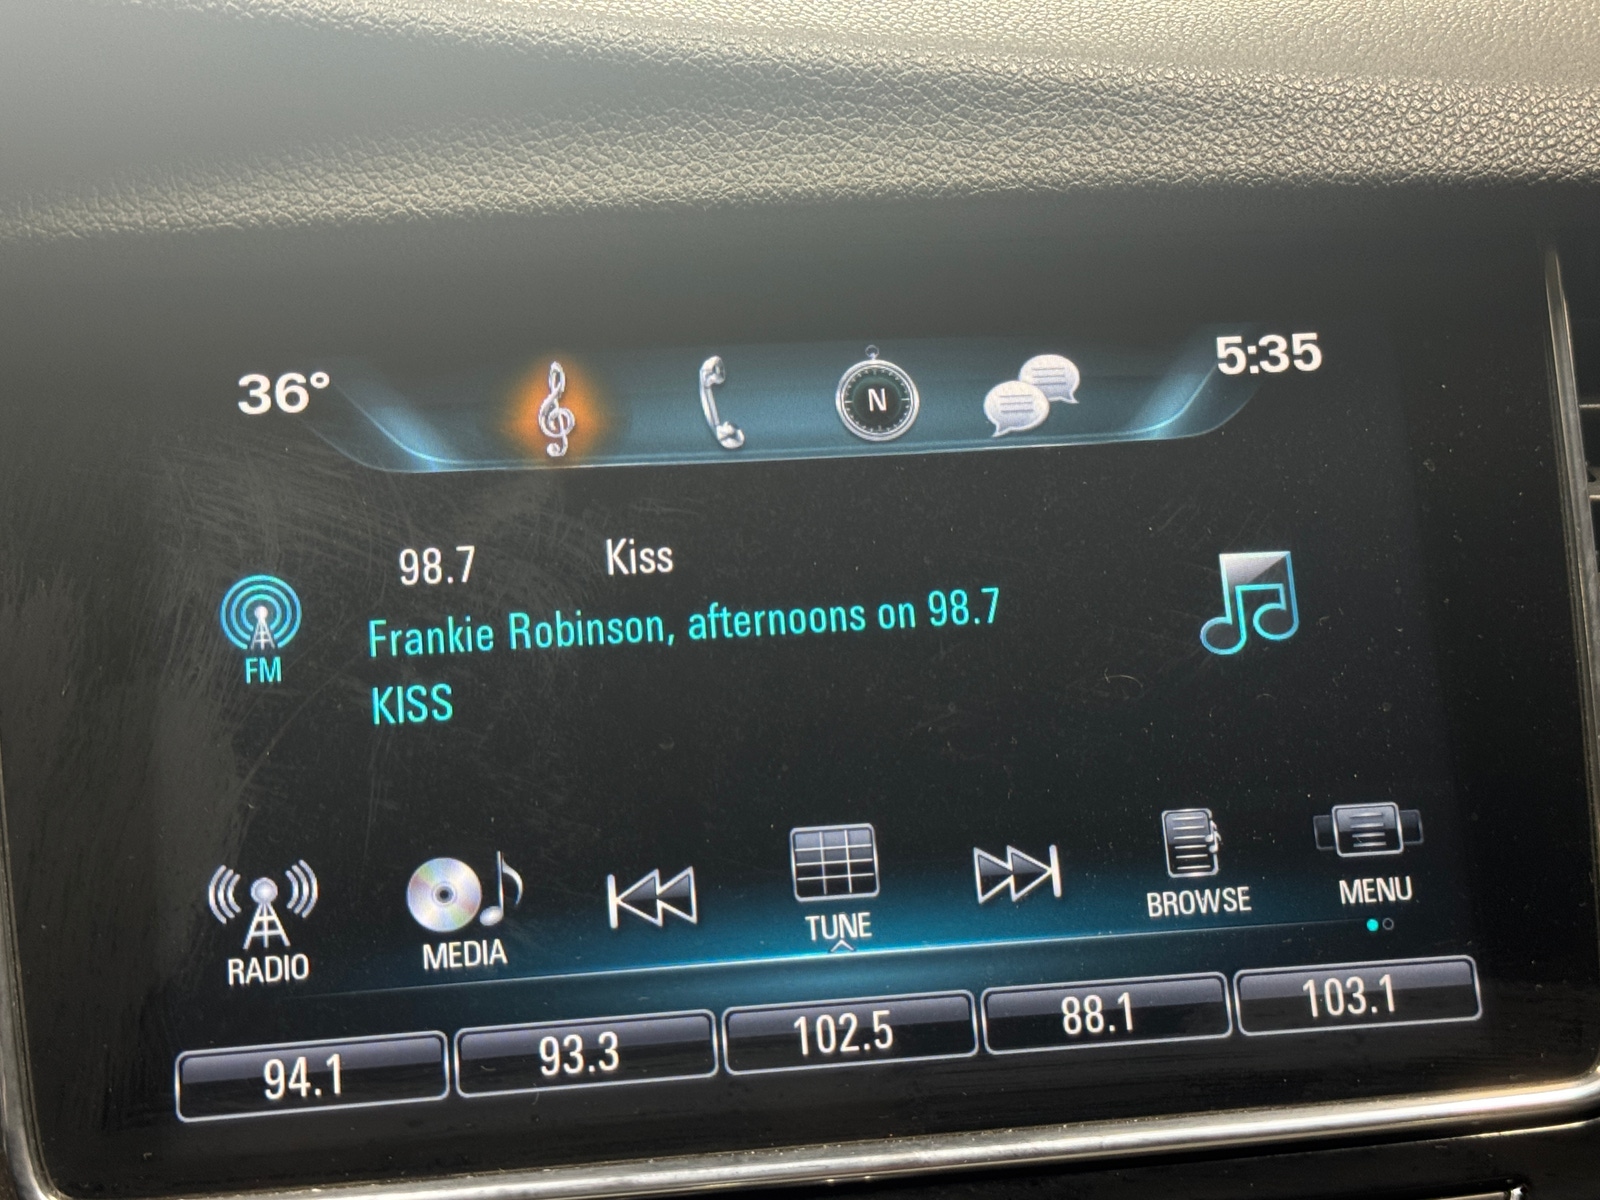 36° 5:35
N
98.7 Kiss
Frankie Robinson, afternoons on 98.7
KISS
FM
RADIO MEDIA TUNE BROWSE MENU
94.1 93.3 102.5 88.1 103.1